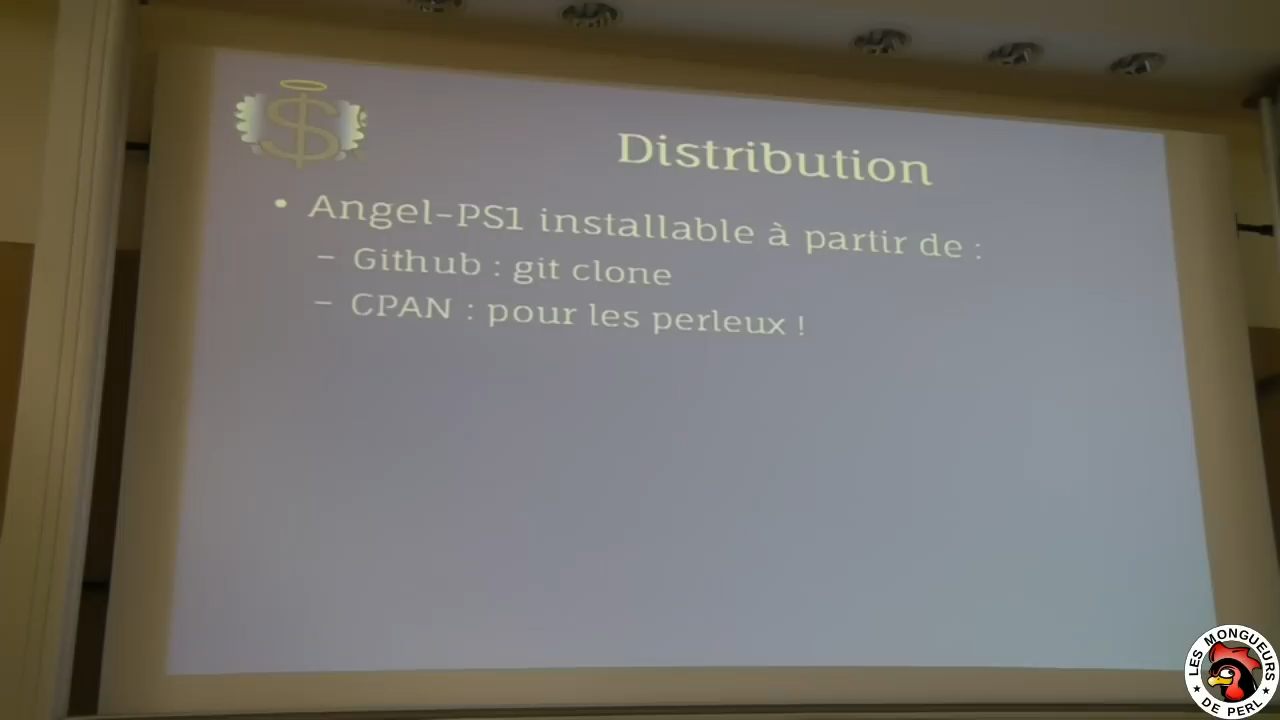 $
Distribution
• Angel-PS1 installable à partir de :
– Github : git clone
– CPAN : pour les perleux !
LES MONGUEURS
★ DE PERL ★